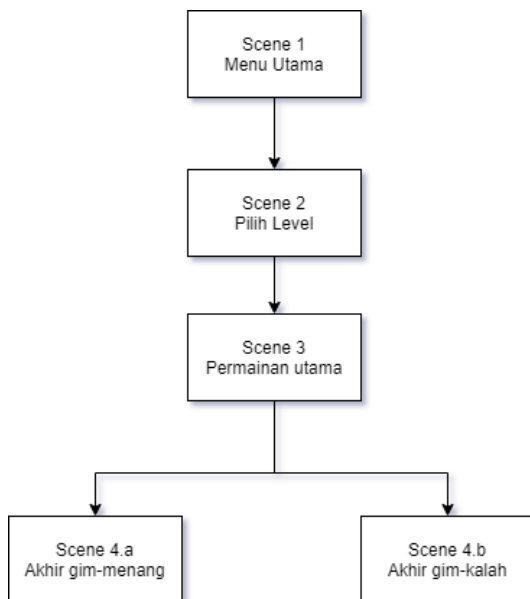 Scene 1
Menu Utama
Scene 2
Pilih Level
Scene 3
Permainan utama
Scene 4.a
Akhir gim-menang
Scene 4.b
Akhir gim-kalah